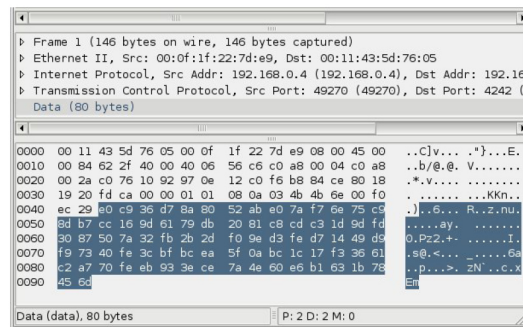 Frame 1 (146 bytes on wire, 146 bytes captured)
Ethernet II, Src: 00:0f:1f:22:7d:e9, Dst: 00:11:43:5d:76:05
Internet Protocol, Src Addr: 192.168.0.4 (192.168.0.4), Dst Addr: 192.16
Transmission Control Protocol, Src Port: 49270 (49270), Dst Port: 4242 (
Data (80 bytes)
0000 00 11 43 5d 76 05 00 0f 1f 22 7d e9 08 00 45 00 ..C]v... ."}...E.
0010 00 84 62 2f 40 00 40 06 56 c6 c0 a8 00 04 c0 a8 ..b/@.@. V.......
0020 00 2a c0 76 10 92 97 0e 12 c0 f6 b8 84 ce 80 18 .*.v.... ........
0030 19 20 fd ca 00 00 01 01 08 0a 03 4b 4b 6e 00 f0 . ...... ...KKn..
0040 ec 29 e0 c9 36 d7 8a 80 52 ab e0 7a f7 6e 75 c9 .)..6... R..z.nu.
0050 8d b7 cc 16 9d 61 79 db 20 81 c8 cd c3 1d 9d fd .....ay. .......
0060 30 87 50 7a 32 fb 2b 2d f0 9e d3 fe d7 14 49 d9 0.Pz2.+- ......I.
0070 f9 73 40 fe 3c bf bc ea 5f 0a bc 1c 17 f3 36 61 .s@.<... _.....6a
0080 c2 a7 70 fe eb 93 3e ce 7a 4e 60 e6 b1 63 1b 78 ..p...>. zN`..c.x
0090 45 6d Em
Data (data), 80 bytes P: 2 D: 2 M: 0